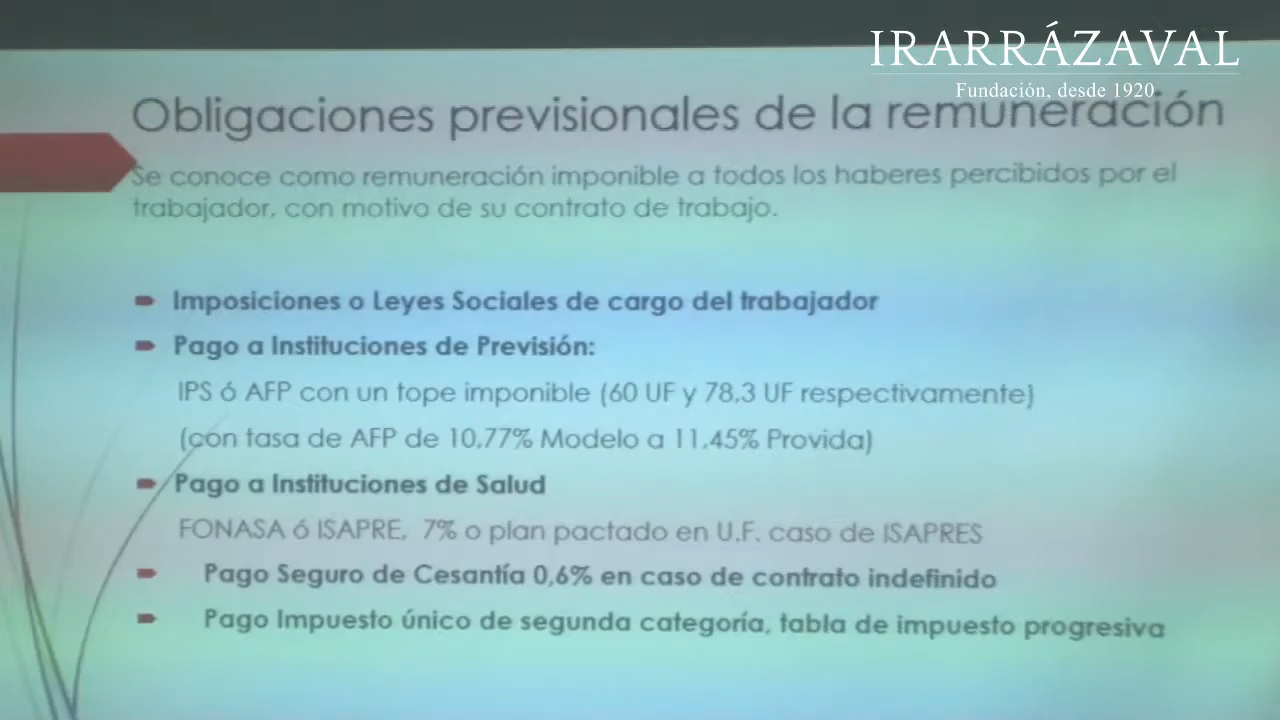 IRARRÁZAVAL
Fundación, desde 1920
Obligaciones previsionales de la remuneración
Se conoce como remuneración imponible a todos los haberes percibidos por el
trabajador, con motivo de su contrato de trabajo.
Imposiciones o Leyes Sociales de cargo del trabajador
Pago a Instituciones de Previsión:
IPS ó AFP con un tope imponible (60 UF y 78,3 UF respectivamente)
(con tasa de AFP de 10,77% Modelo a 11,45% Provida)
Pago a Instituciones de Salud
FONASA ó ISAPRE, 7% o plan pactado en U.F. caso de ISAPRES
Pago Seguro de Cesantía 0,6% en caso de contrato indefinido
Pago Impuesto único de segunda categoría, tabla de impuesto progresiva